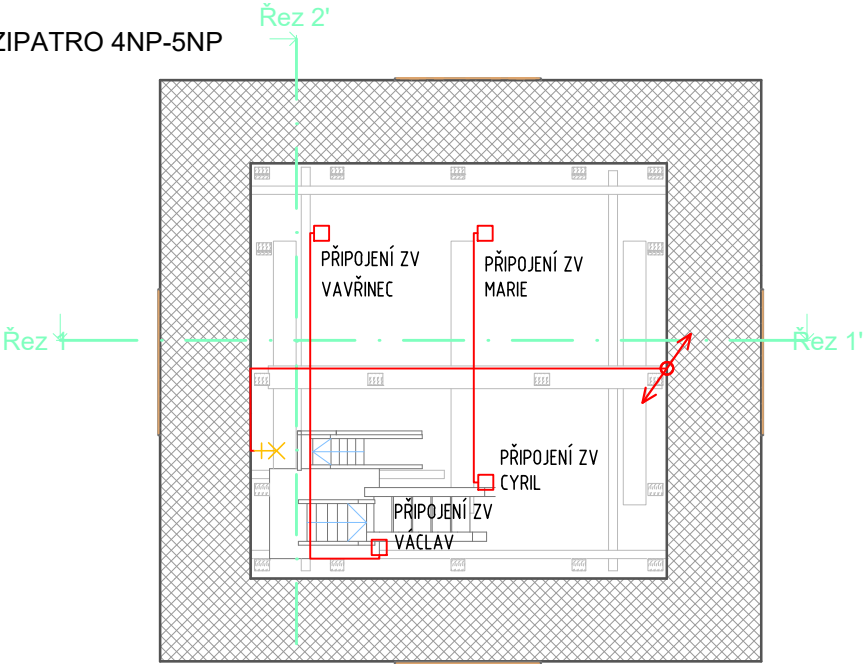 Řez 2'
ZIPATRO 4NP-5NP
PŘIPOJENÍ ZV
VAVŘINEC
PŘIPOJENÍ ZV
MARIE
Řez 1'
Řez 1'
PŘIPOJENÍ ZV
CYRIL
PŘIPOJENÍ ZV
VÁCLAV